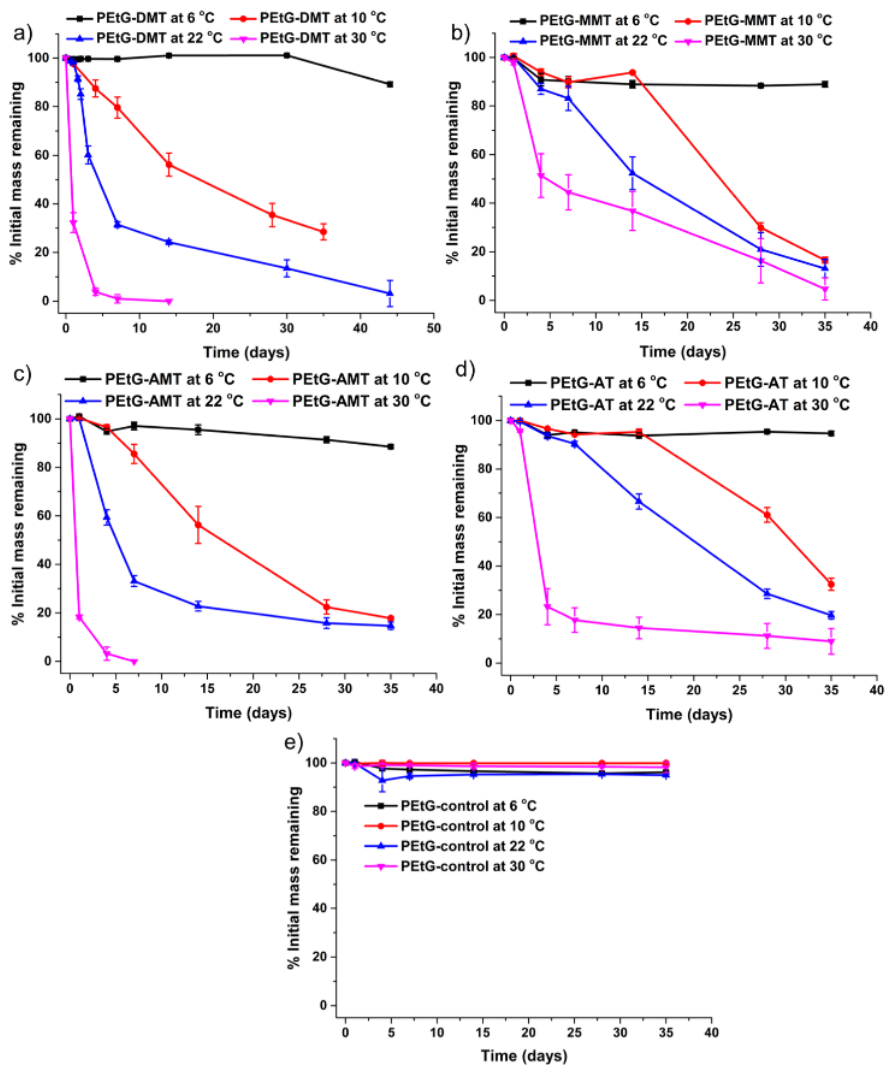 a) PEtG-DMT at 6 °C PEtG-DMT at 10 °C
PEtG-DMT at 22 °C PEtG-DMT at 30 °C
100
80
60
40
20
0
% Initial mass remaining
0 10 20 30 40 50
Time (days)
b) PEtG-MMT at 6 °C PEtG-MMT at 10 °C
PEtG-MMT at 22 °C PEtG-MMT at 30 °C
100
80
60
40
20
0
% Initial mass remaining
0 5 10 15 20 25 30 35 40
Time (days)
c) PEtG-AMT at 6 °C PEtG-AMT at 10 °C
PEtG-AMT at 22 °C PEtG-AMT at 30 °C
100
80
60
40
20
0
% Initial mass remaining
0 5 10 15 20 25 30 35 40
Time (days)
d) PEtG-AT at 6 °C PEtG-AT at 10 °C
PEtG-AT at 22 °C PEtG-AT at 30 °C
100
80
60
40
20
0
% Initial mass remaining
0 5 10 15 20 25 30 35 40
Time (days)
e)
100
80
60
40
20
0
% Initial mass remaining
PEtG-control at 6 °C
PEtG-control at 10 °C
PEtG-control at 22 °C
PEtG-control at 30 °C
0 5 10 15 20 25 30 35 40
Time (days)